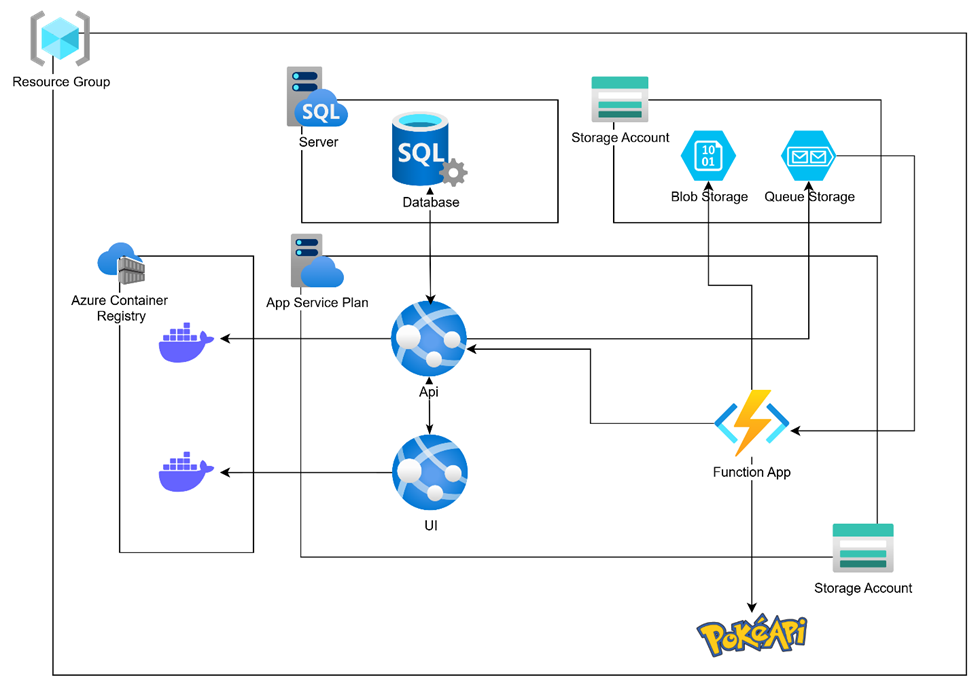 Resource Group
SQL
Server
SQL
Database
Storage Account
10
01
Blob Storage
Queue Storage
Azure Container
Registry
App Service Plan
Api
UI
Function App
Storage Account
PokéApi